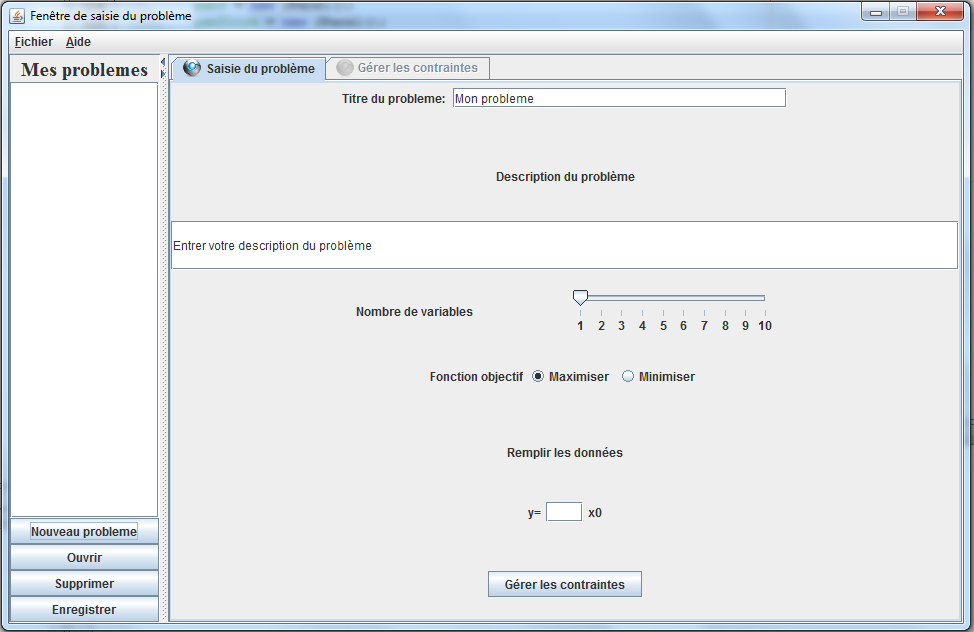 Fenêtre de saisie du problème
Fichier Aide
Mes problemes
Saisie du problème Gérer les contraintes
Titre du probleme: Mon probleme
Description du problème
Entrer votre description du problème
Nombre de variables
1 2 3 4 5 6 7 8 9 10
Fonction objectif Maximiser Minimiser
Remplir les données
y= x0
Gérer les contraintes
Nouveau probleme
Ouvrir
Supprimer
Enregistrer